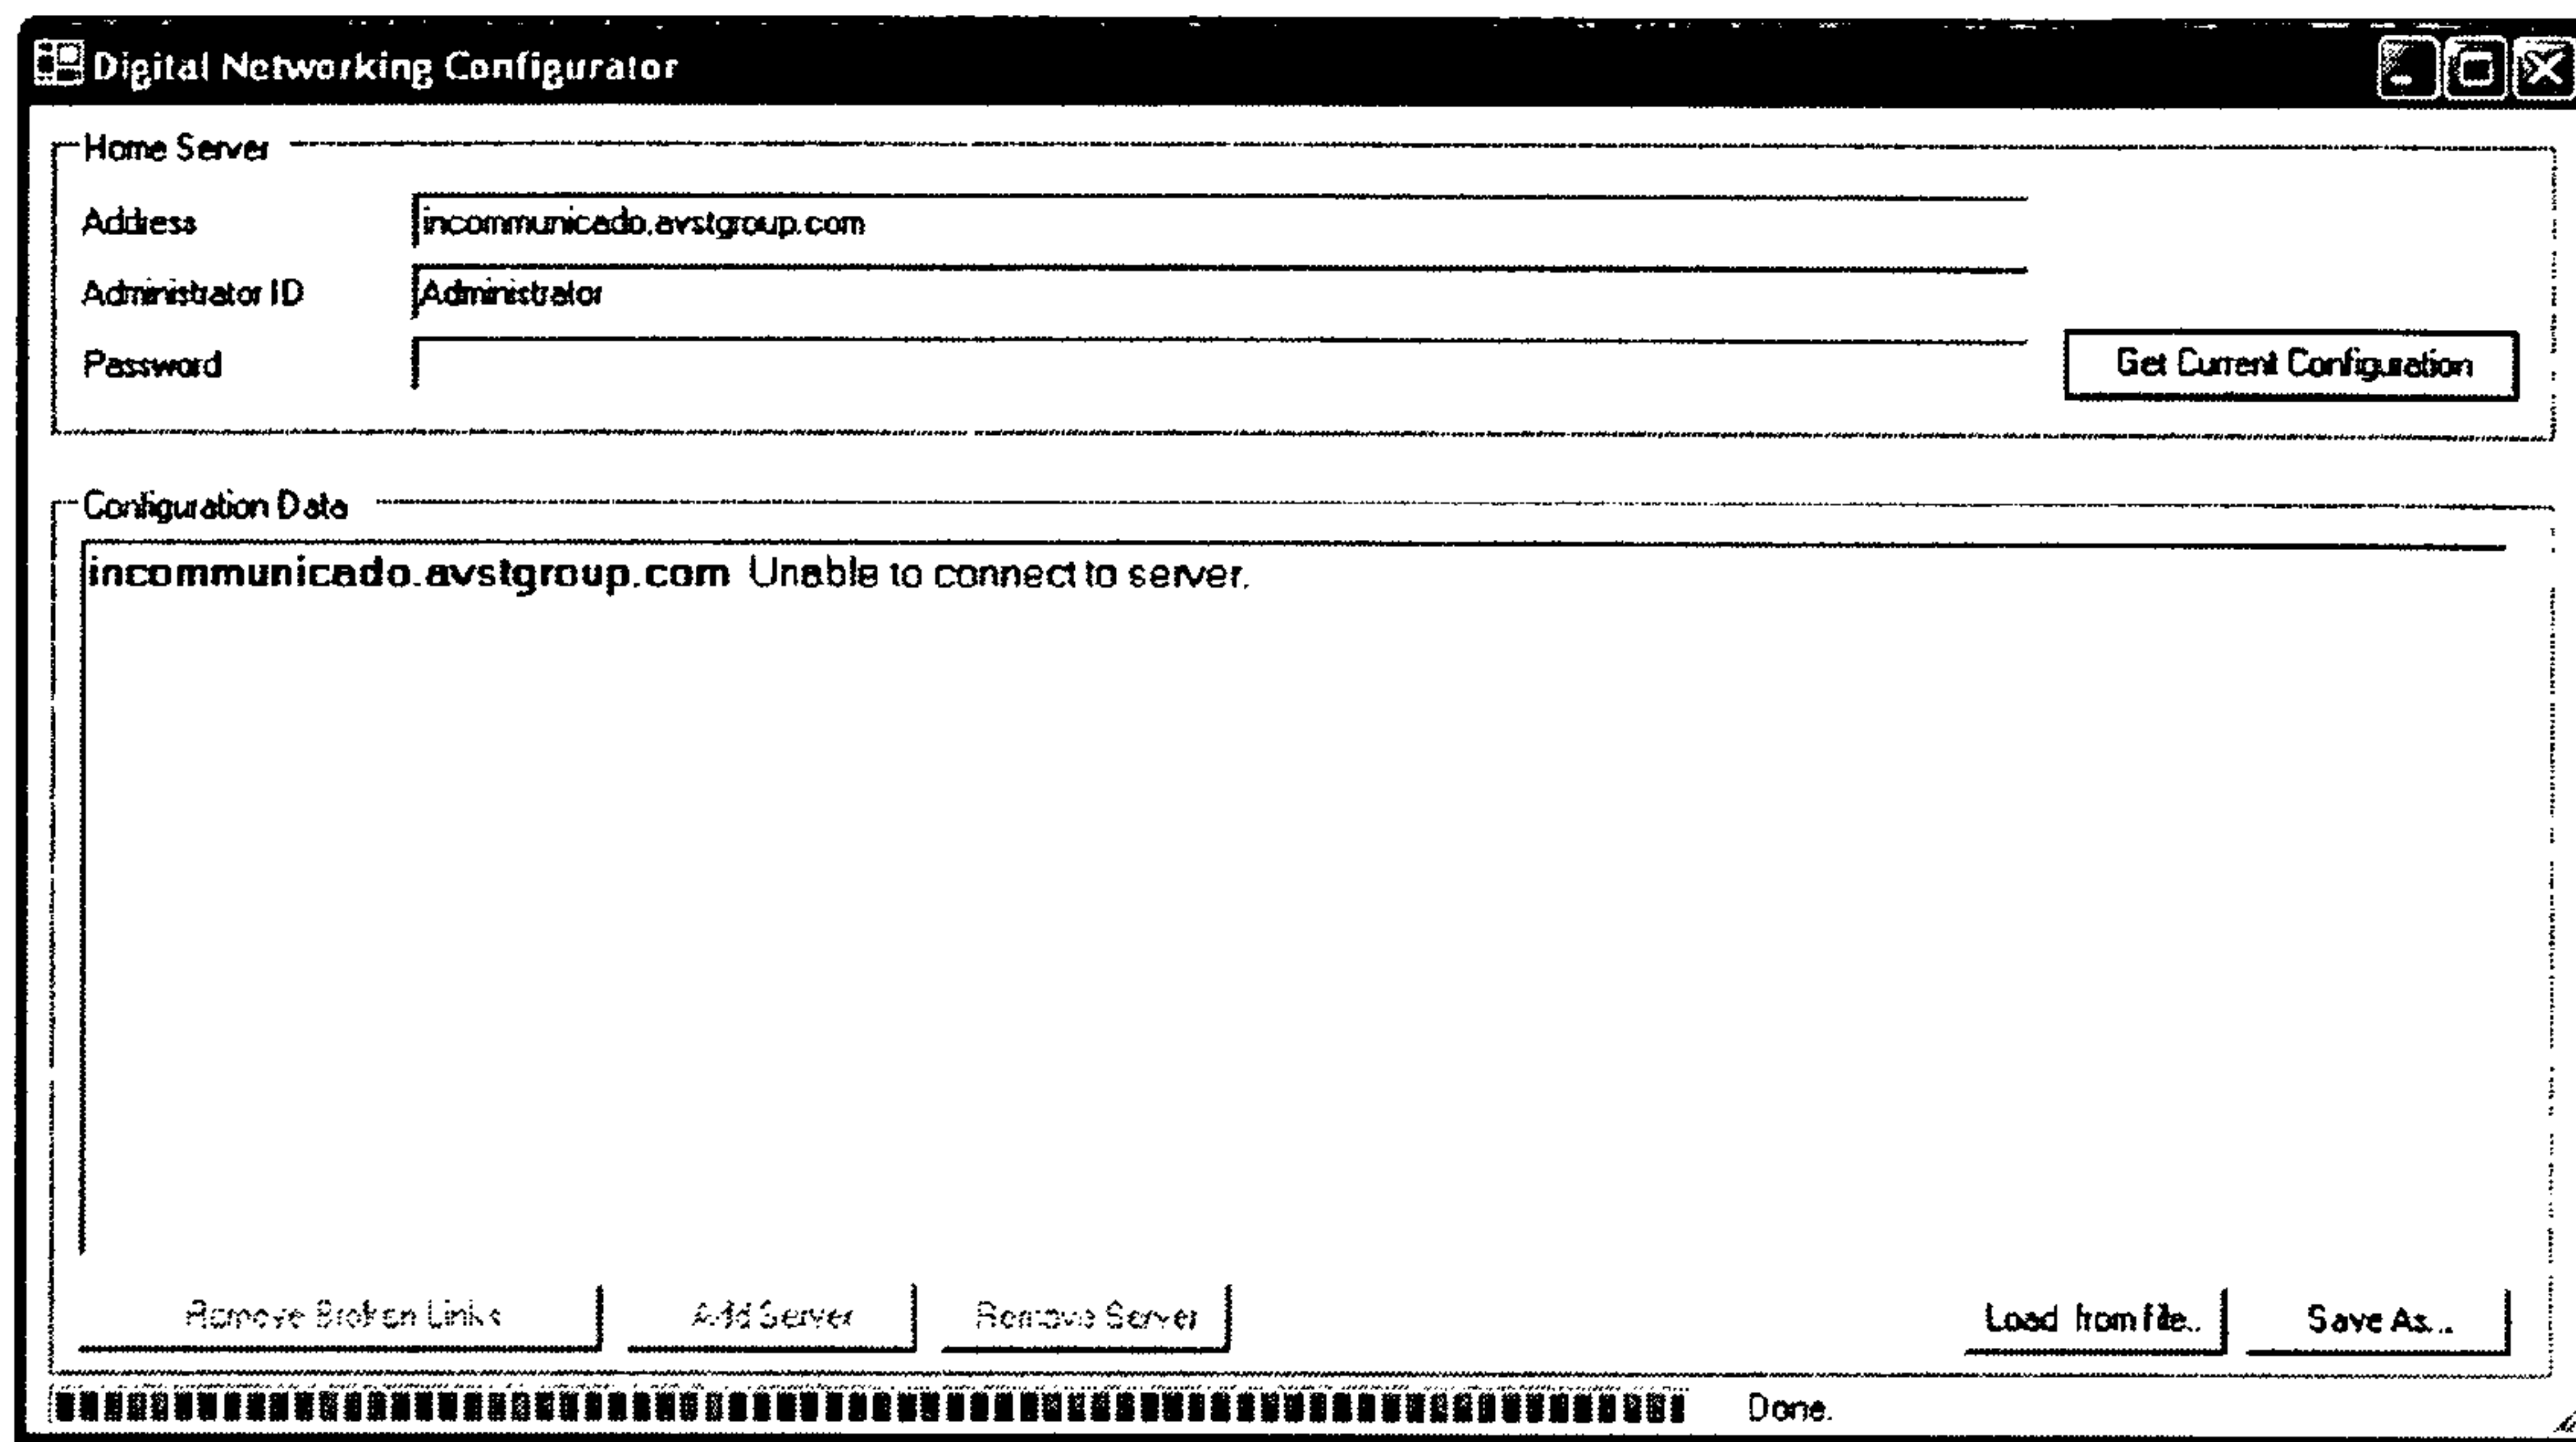 Digital Networking Configurator
Home Server
Address incommunicado.avstgroup.com
Administrator ID Administrator
Password
Get Current Configuration
Configuration Data
incommunicado.avstgroup.com Unable to connect to server.
Remove Broken Links Add Server Remove Server Load from file.. Save As...
Done.